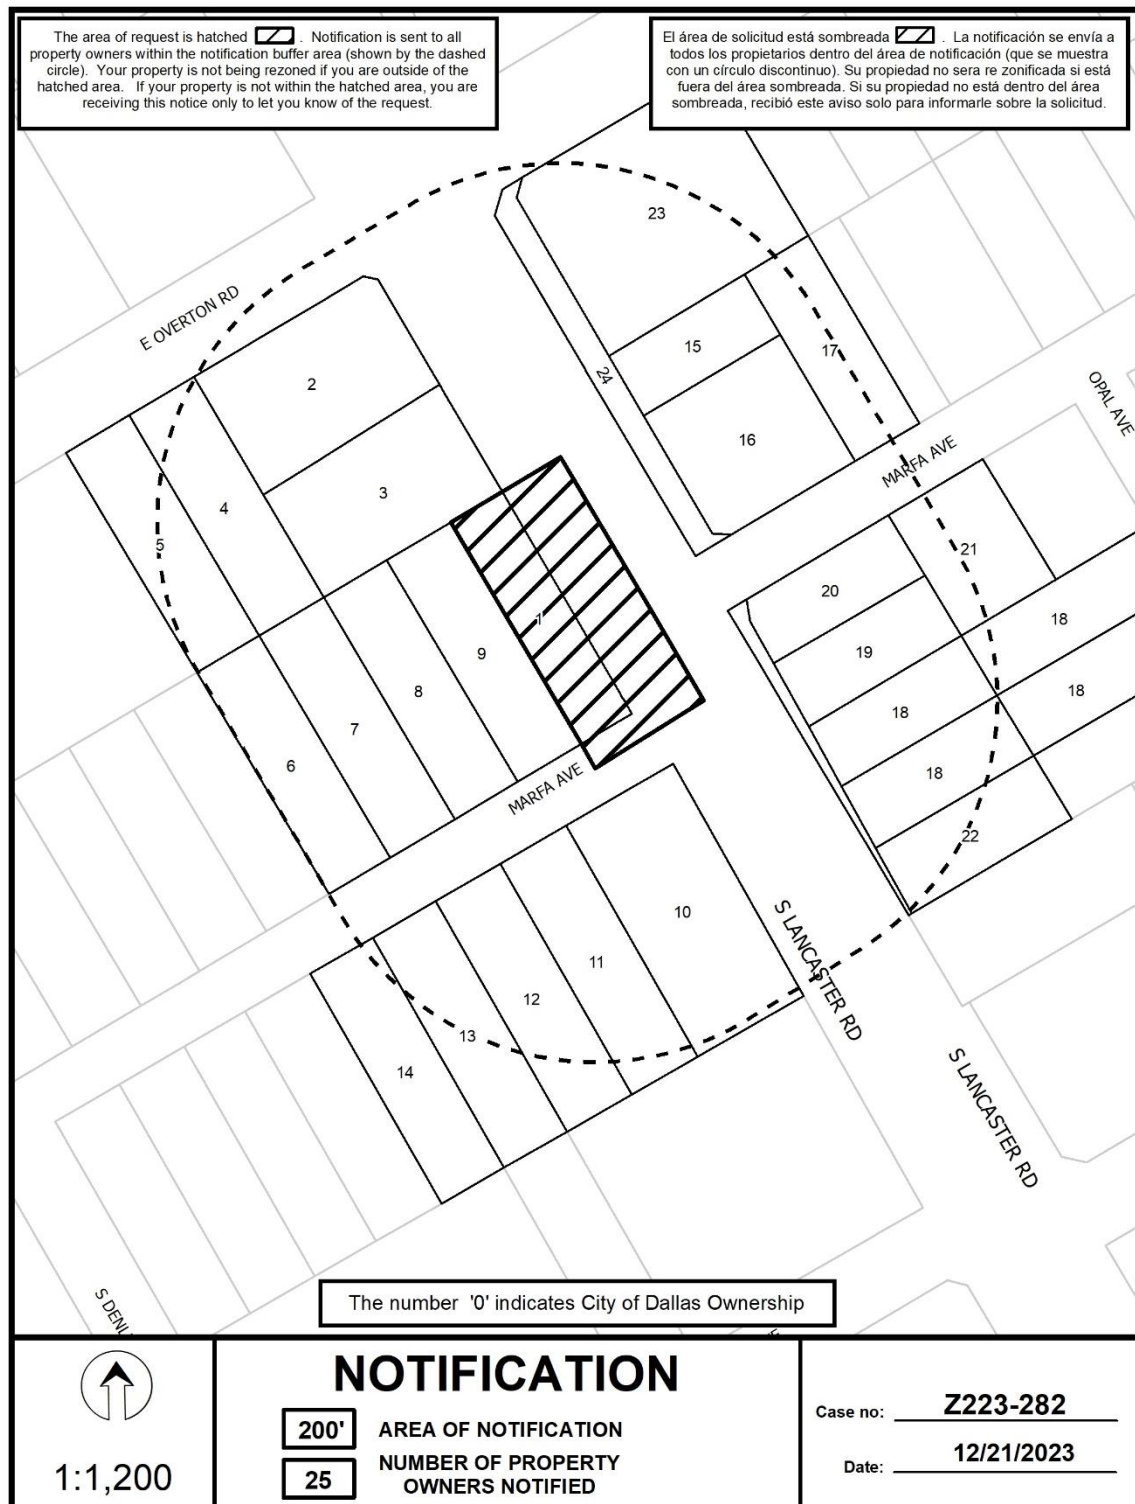 The area of request is hatched . Notification is sent to all
property owners within the notification buffer area (shown by the dashed
circle). Your property is not being rezoned if you are outside of the
hatched area. If your property is not within the hatched area, you are
receiving this notice only to let you know of the request.
El área de solicitud está sombreada . La notificación se envía a
todos los propietarios dentro del área de notificación (que se muestra
con un círculo discontinuo). Su propiedad no sera re zonificada si está
fuera del área sombreada. Si su propiedad no está dentro del área
sombreada, recibió este aviso solo para informarle sobre la solicitud.
23
E OVERTON RD
15
17
24
2
OPAL AVE
16
MARFA AVE
3
4
5
21
20
1
18
9
19
8
18
18
7
6
18
MARFA AVE
22
10
S LANCASTER RD
11
12
13
14
S LANCASTER RD
The number '0' indicates City of Dallas Ownership
1:1,200
NOTIFICATION
200' AREA OF NOTIFICATION
25 NUMBER OF PROPERTY
OWNERS NOTIFIED
Case no: Z223-282
Date: 12/21/2023